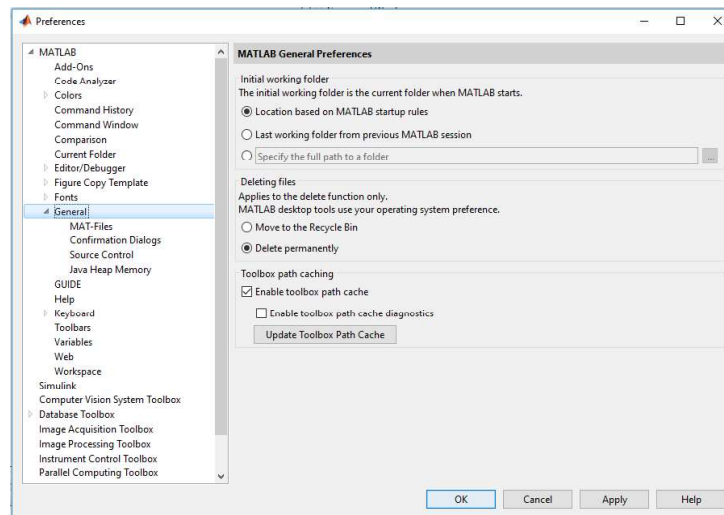 Preferences
MATLAB
Add-Ons
Code Analyzer
Colors
Command History
Command Window
Comparison
Current Folder
Editor/Debugger
Figure Copy Template
Fonts
General
MAT-Files
Confirmation Dialogs
Source Control
Java Heap Memory
GUIDE
Help
Keyboard
Toolbars
Variables
Web
Workspace
Simulink
Computer Vision System Toolbox
Database Toolbox
Image Acquisition Toolbox
Image Processing Toolbox
Instrument Control Toolbox
Parallel Computing Toolbox
MATLAB General Preferences
Initial working folder
The initial working folder is the current folder when MATLAB starts.
Location based on MATLAB startup rules
Last working folder from previous MATLAB session
Specify the full path to a folder
...
Deleting files
Applies to the delete function only.
MATLAB desktop tools use your operating system preference.
Move to the Recycle Bin
Delete permanently
Toolbox path caching
Enable toolbox path cache
Enable toolbox path cache diagnostics
Update Toolbox Path Cache
OK Cancel Apply Help